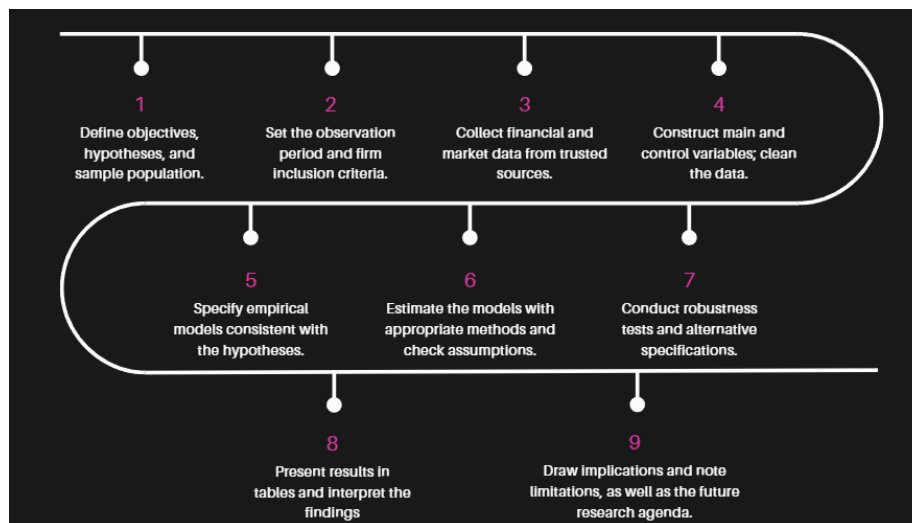 1
Define objectives,
hypotheses, and
sample population.
2
Set the observation
period and firm
inclusion criteria.
3
Collect financial and
market data from trusted
sources.
4
Construct main and
control variables; clean
the data.
5
Specify empirical
models consistent with
the hypotheses.
6
Estimate the models with
appropriate methods and
check assumptions.
7
Conduct robustness
tests and alternative
specifications.
8
Present results in
tables and interpret the
findings
9
Draw implications and note
limitations, as well as the future
research agenda.